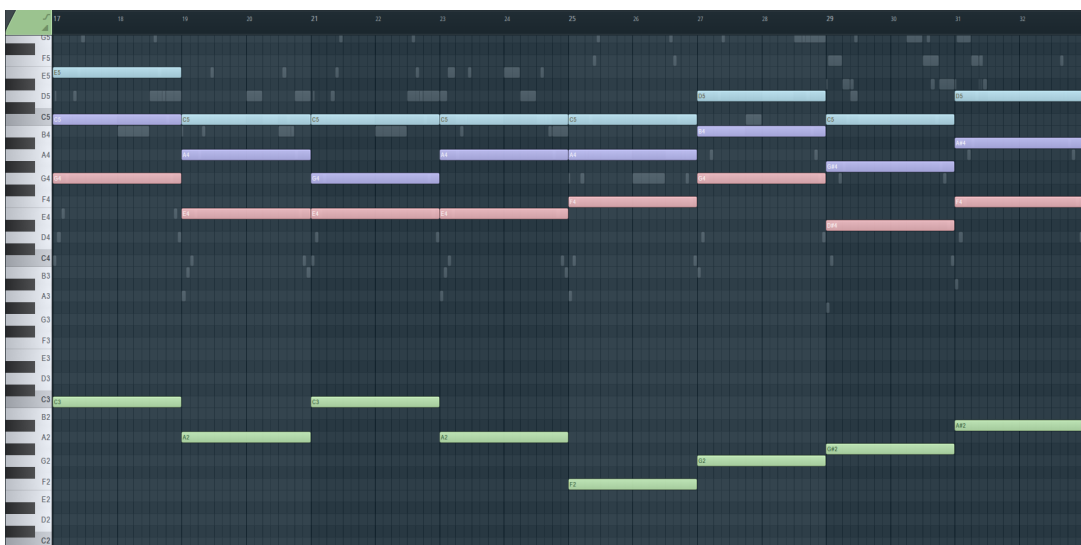 17 18 19 20 21 22 23 24 25 26 27 28 29 30 31 32
G5
F5
E5 E5
D5 D5 D5
C5 C5 C5 C5 C5 C5 C5
B4 B4
A#4
A4 A4 A4 A4
G#4
G4 G4 G4 G4
F4 F4 F4
E4 E4 E4 E4
D#4
D4
C4
B3
A3
G3
F3
E3
D3
C3 C3 C3
B2
A#2
A2 A2 A2
G#2
G2 G2
F2 F2
E2
D2
C2